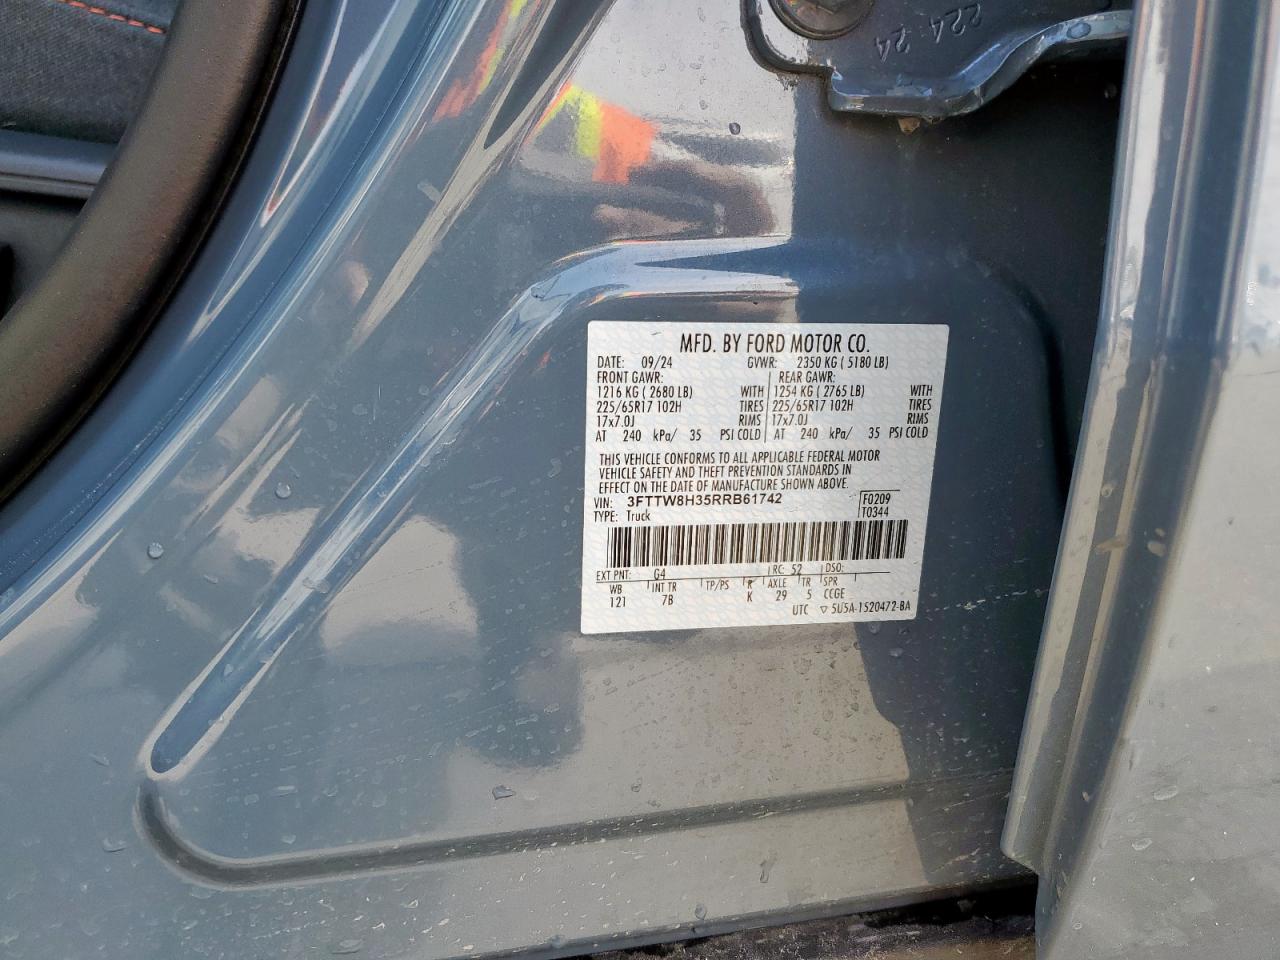 224 24
MFD. BY FORD MOTOR CO.
DATE: 09/24 GVWR: 2350 KG ( 5180 LB)
FRONT GAWR: REAR GAWR:
1216 KG ( 2680 LB) WITH 1254 KG ( 2765 LB) WITH
225/65R17 102H TIRES 225/65R17 102H TIRES
17x7.0J RIMS 17x7.0J RIMS
AT 240 kPa/ 35 PSI COLD AT 240 kPa/ 35 PSI COLD
THIS VEHICLE CONFORMS TO ALL APPLICABLE FEDERAL MOTOR
VEHICLE SAFETY AND THEFT PREVENTION STANDARDS IN
EFFECT ON THE DATE OF MANUFACTURE SHOWN ABOVE.
VIN: 3FTTW8H35RRB61742 F0209
TYPE: Truck T0344
EXT PNT: G4 RC: 52 DSO:
WB INT TR TP/PS R AXLE TR SPR
121 7B K 29 5 CCGE
UTC ▽ 5U5A-1520472-BA